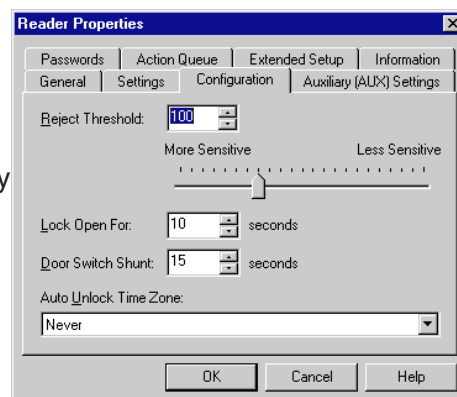 Reader Properties
Passwords Action Queue Extended Setup Information
General Settings Configuration Auxiliary (AUX) Settings
Reject Threshold: 100
More Sensitive Less Sensitive
y
Lock Open For: 10 seconds
Door Switch Shunt: 15 seconds
Auto Unlock Time Zone:
Never
OK Cancel Help